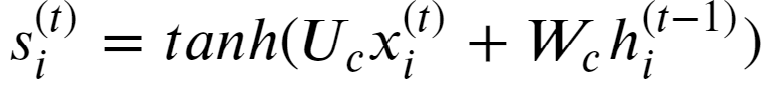 s_i^{(t)} = tanh(U_c x_i^{(t)} + W_c h_i^{(t-1)})